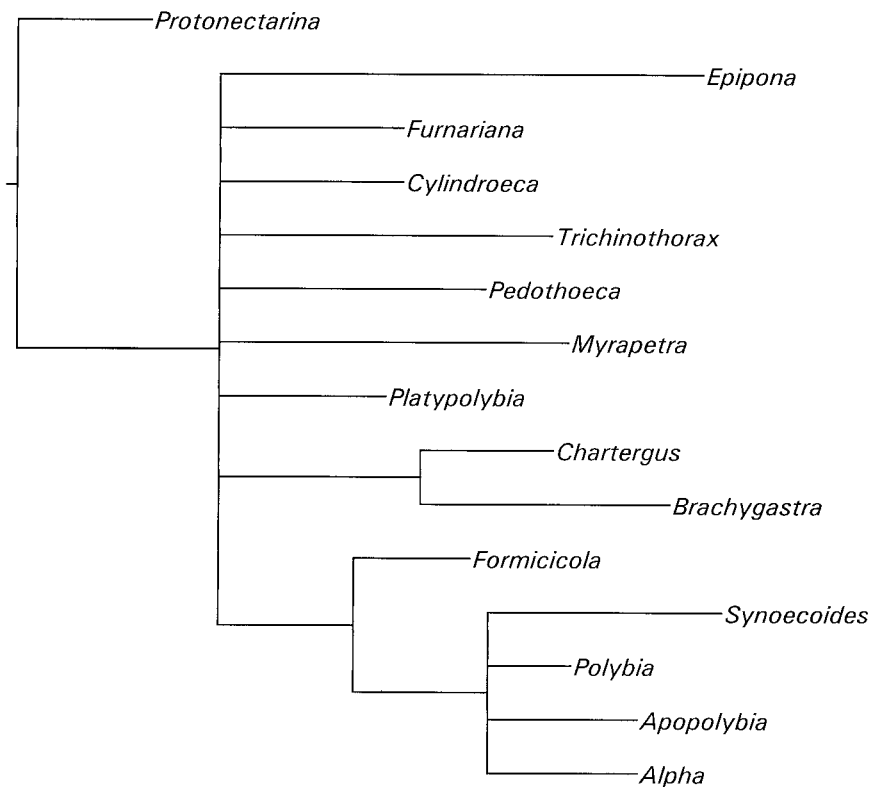 Protonectarina
Epipona
Furnariana
Cylindroeca
Trichinothorax
Pedothoeca
Myrapetra
Platypolybia
Chartergus
Brachygastra
Formicicola
Synoecoides
Polybia
Apopolybia
Alpha